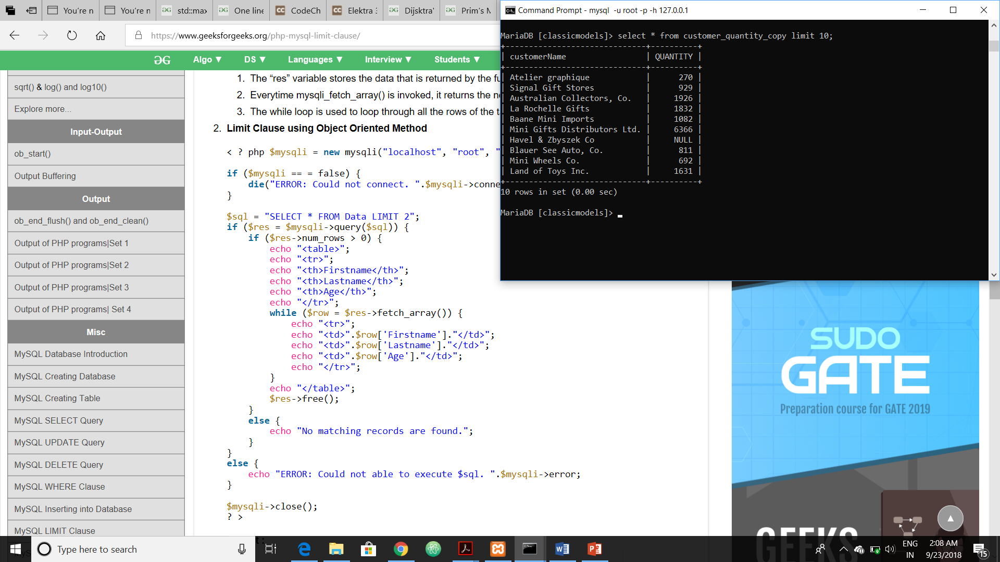 You're n
You're n
std::max
One line
CodeCh
Elektra
Dijsktra'
Prim's M
https://www.geeksforgeeks.org/php-mysql-limit-clause/
Algo ▼
DS ▼
Languages ▼
Interview ▼
Students ▼
sqrt() & log() and log10()
Explore more...
Input-Output
ob_start()
Output Buffering
Output
ob_end_flush() and ob_end_clean()
Output of PHP programs|Set 1
Output of PHP programs|Set 2
Output of PHP programs|Set 3
Output of PHP programs| Set 4
Misc
MySQL Database Introduction
MySQL Creating Database
MySQL Creating Table
MySQL SELECT Query
MySQL UPDATE Query
MySQL DELETE Query
MySQL WHERE Clause
MySQL Inserting into Database
MySQL LIMIT Clause
1. The “res” variable stores the data that is returned by the fu
2. Everytime mysqli_fetch_array() is invoked, it returns the ne
3. The while loop is used to loop through all the rows of the t
2. Limit Clause using Object Oriented Method
< ? php $mysqli = new mysqli("localhost", "root", "
if ($mysqli == = false) {
die("ERROR: Could not connect. ".$mysqli->conne
}
$sql = "SELECT * FROM Data LIMIT 2";
if ($res = $mysqli->query($sql)) {
if ($res->num_rows > 0) {
echo "<table>";
echo "<tr>";
echo "<th>Firstname</th>";
echo "<th>Lastname</th>";
echo "<th>Age</th>";
echo "</tr>";
while ($row = $res->fetch_array()) {
echo "<tr>";
echo "<td>".$row['Firstname']."</td>";
echo "<td>".$row['Lastname']."</td>";
echo "<td>".$row['Age']."</td>";
echo "</tr>";
}
echo "</table>";
$res->free();
}
else {
echo "No matching records are found.";
}
}
else {
echo "ERROR: Could not able to execute $sql. ".$mysqli->error;
}
$mysqli->close();
? >
Command Prompt - mysql -u root -p -h 127.0.0.1
MariaDB [classicmodels]> select * from customer_quantity_copy limit 10;
+------------------------------+----------+
| customerName | QUANTITY |
+------------------------------+----------+
| Atelier graphique | 270 |
| Signal Gift Stores | 929 |
| Australian Collectors, Co. | 1926 |
| La Rochelle Gifts | 1832 |
| Baane Mini Imports | 1082 |
| Mini Gifts Distributors Ltd. | 6366 |
| Havel & Zbyszek Co | NULL |
| Blauer See Auto, Co. | 811 |
| Mini Wheels Co. | 692 |
| Land of Toys Inc. | 1631 |
+------------------------------+----------+
10 rows in set (0.00 sec)
MariaDB [classicmodels]>
SUDO
GATE
Preparation course for GATE 2019
GEEKS
Type here to search
ENG
IN
2:08 AM
9/23/2018
15